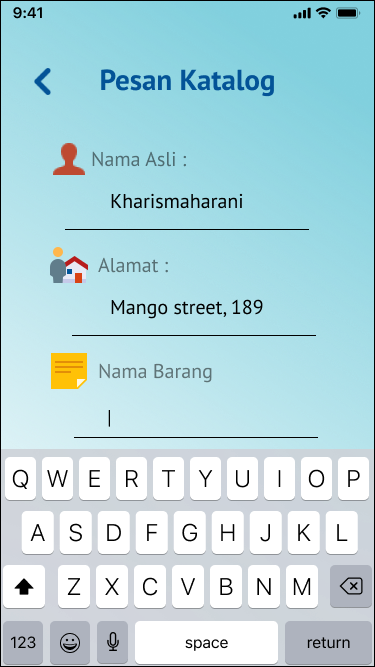 9:41
Pesan Katalog
Nama Asli :
Kharismaharani
Alamat :
Mango street, 189
Nama Barang
Q W E R T Y U I O P
A S D F G H J K L
Z X C V B N M
123 space return